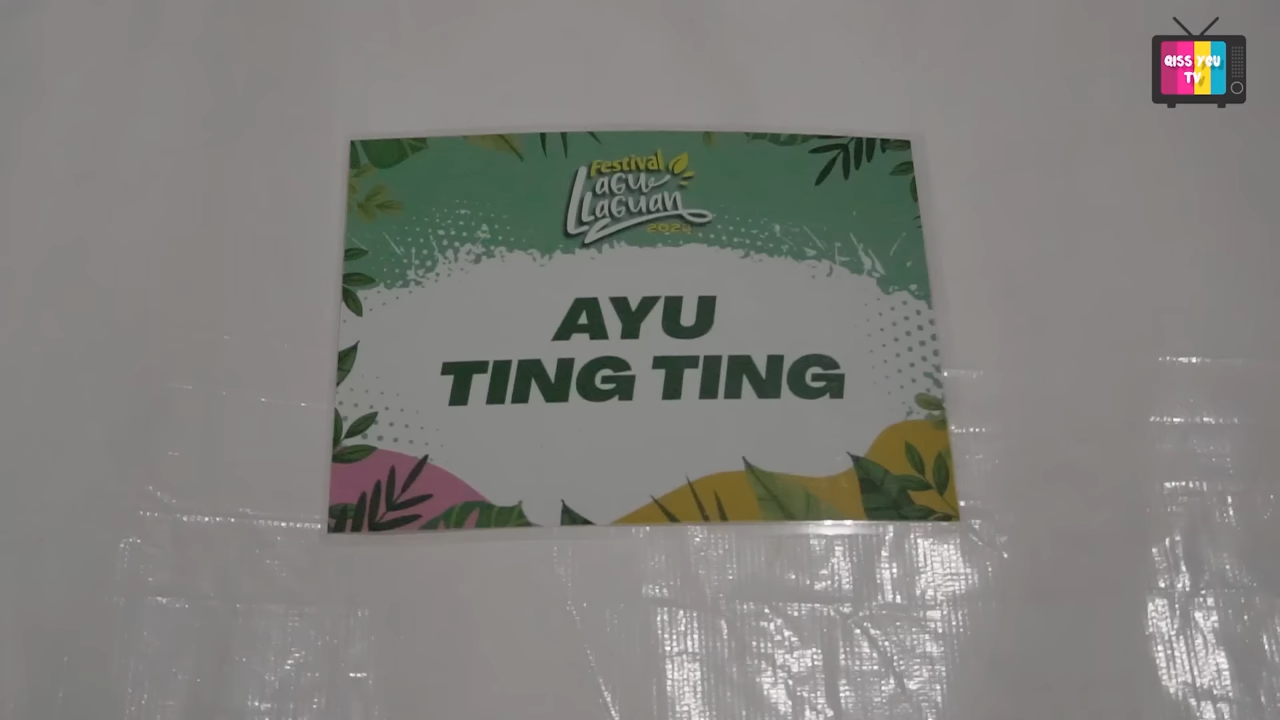 QISS YOU
TV
Festival
LAGU
LAGUAN
2024
AYU
TING TING